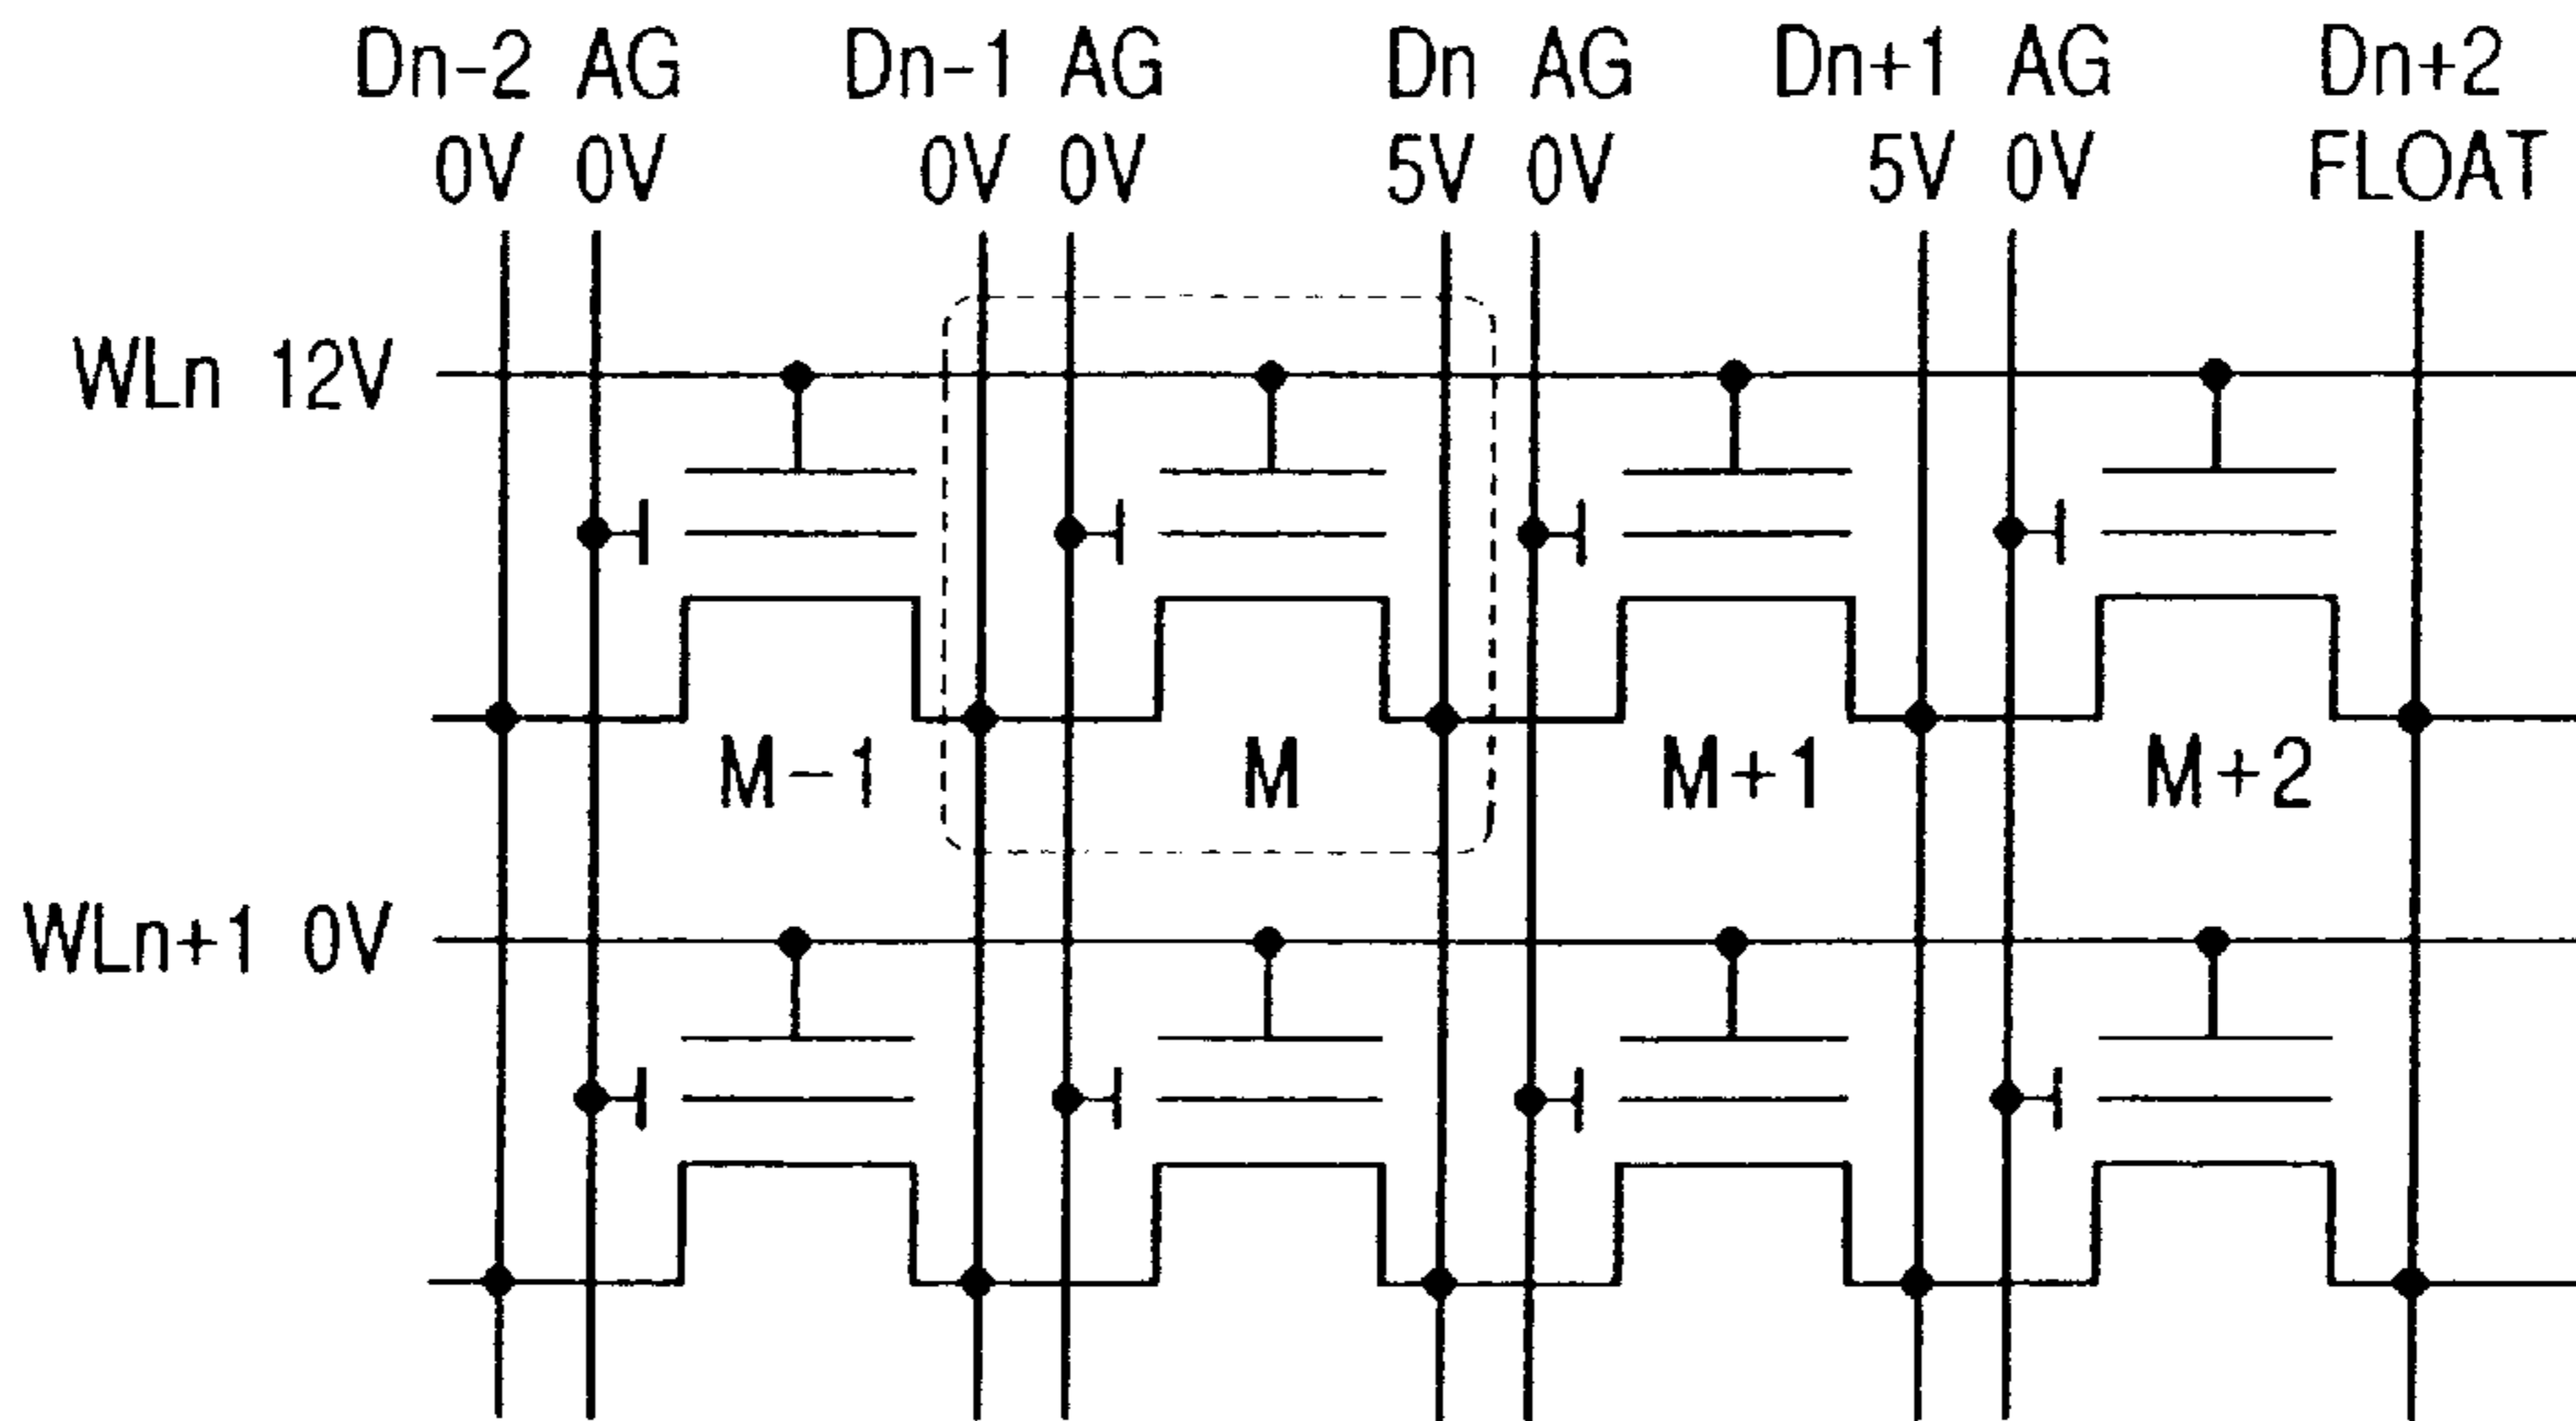 Dn-2 AG Dn-1 AG Dn AG Dn+1 AG Dn+2
0V 0V 0V 0V 5V 0V 5V 0V FLOAT
WLn 12V
M-1 M M+1 M+2
WLn+1 0V